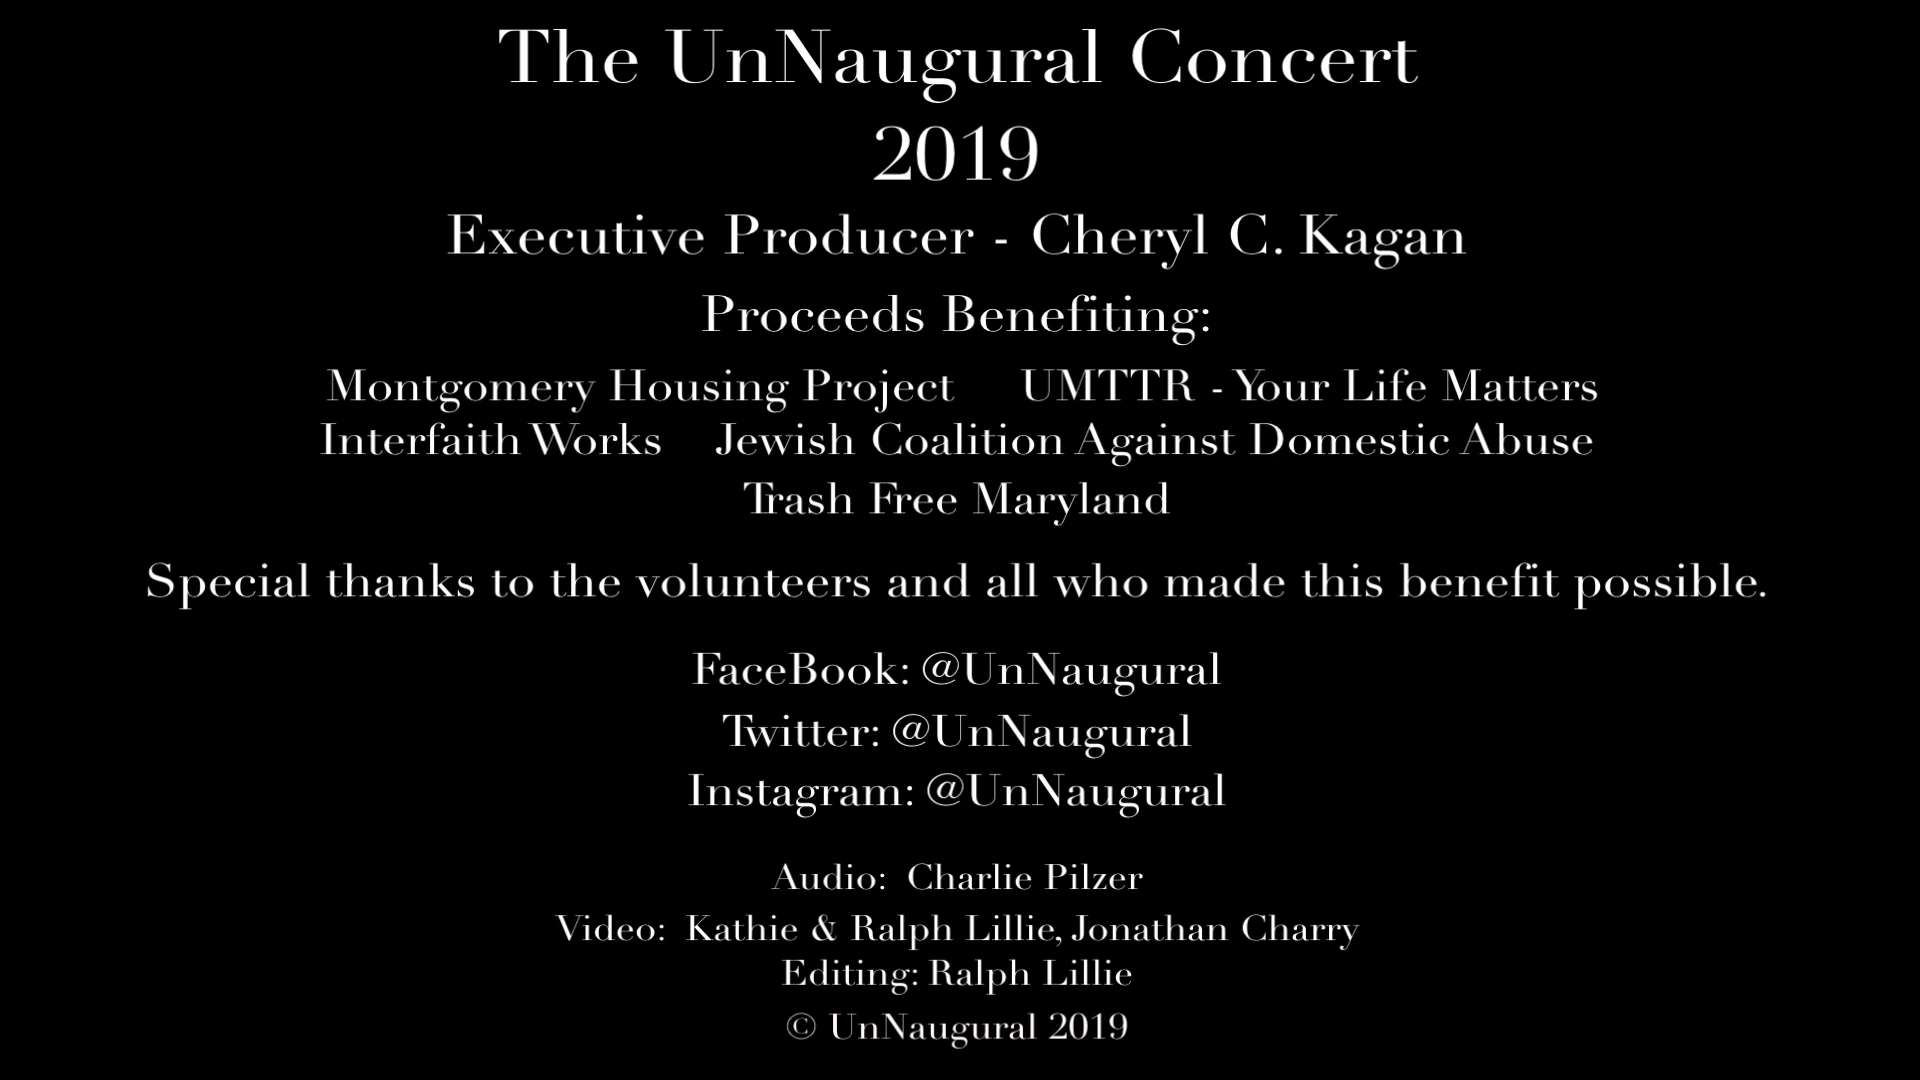 The UnNaugural Concert
2019
Executive Producer - Cheryl C. Kagan
Proceeds Benefiting:
Montgomery Housing Project UMTTR - Your Life Matters
Interfaith Works Jewish Coalition Against Domestic Abuse
Trash Free Maryland
Special thanks to the volunteers and all who made this benefit possible.
FaceBook: @UnNaugural
Twitter: @UnNaugural
Instagram: @UnNaugural
Audio: Charlie Pilzer
Video: Kathie & Ralph Lillie, Jonathan Charry
Editing: Ralph Lillie
© UnNaugural 2019